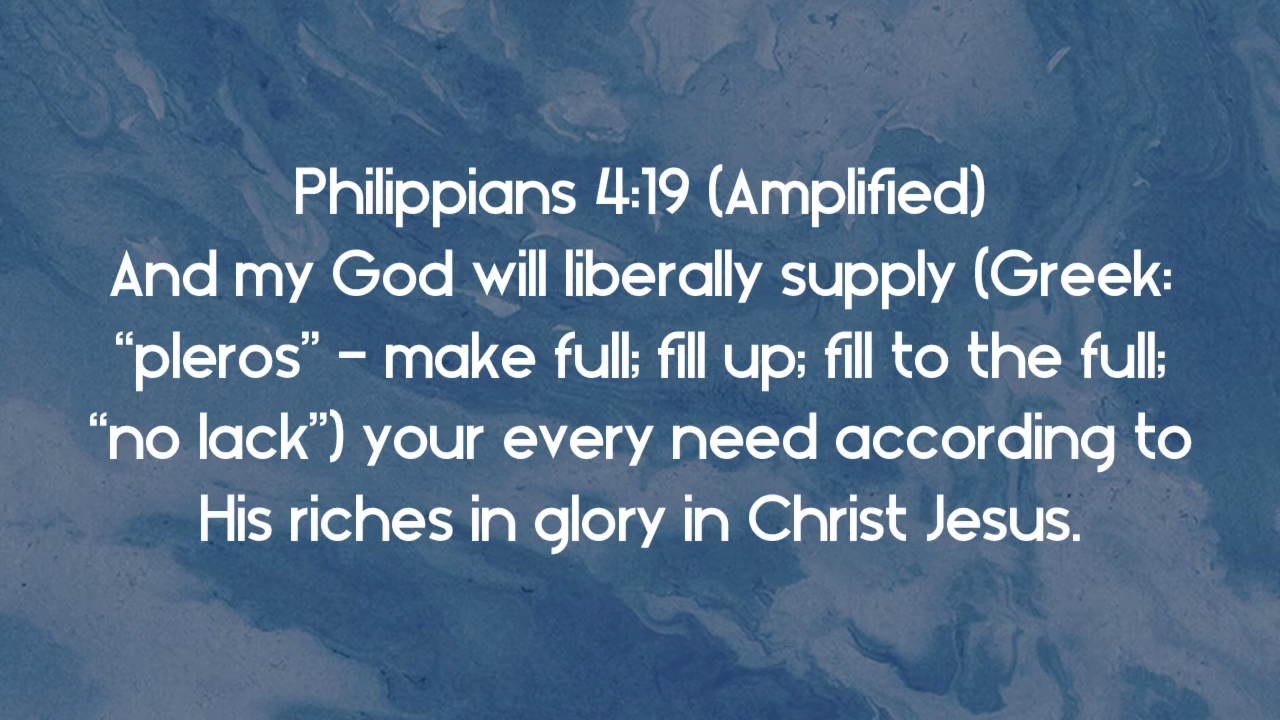 Philippians 4:19 (Amplified)
And my God will liberally supply (Greek:
“pleros” - make full; fill up; fill to the full;
“no lack”) your every need according to
His riches in glory in Christ Jesus.